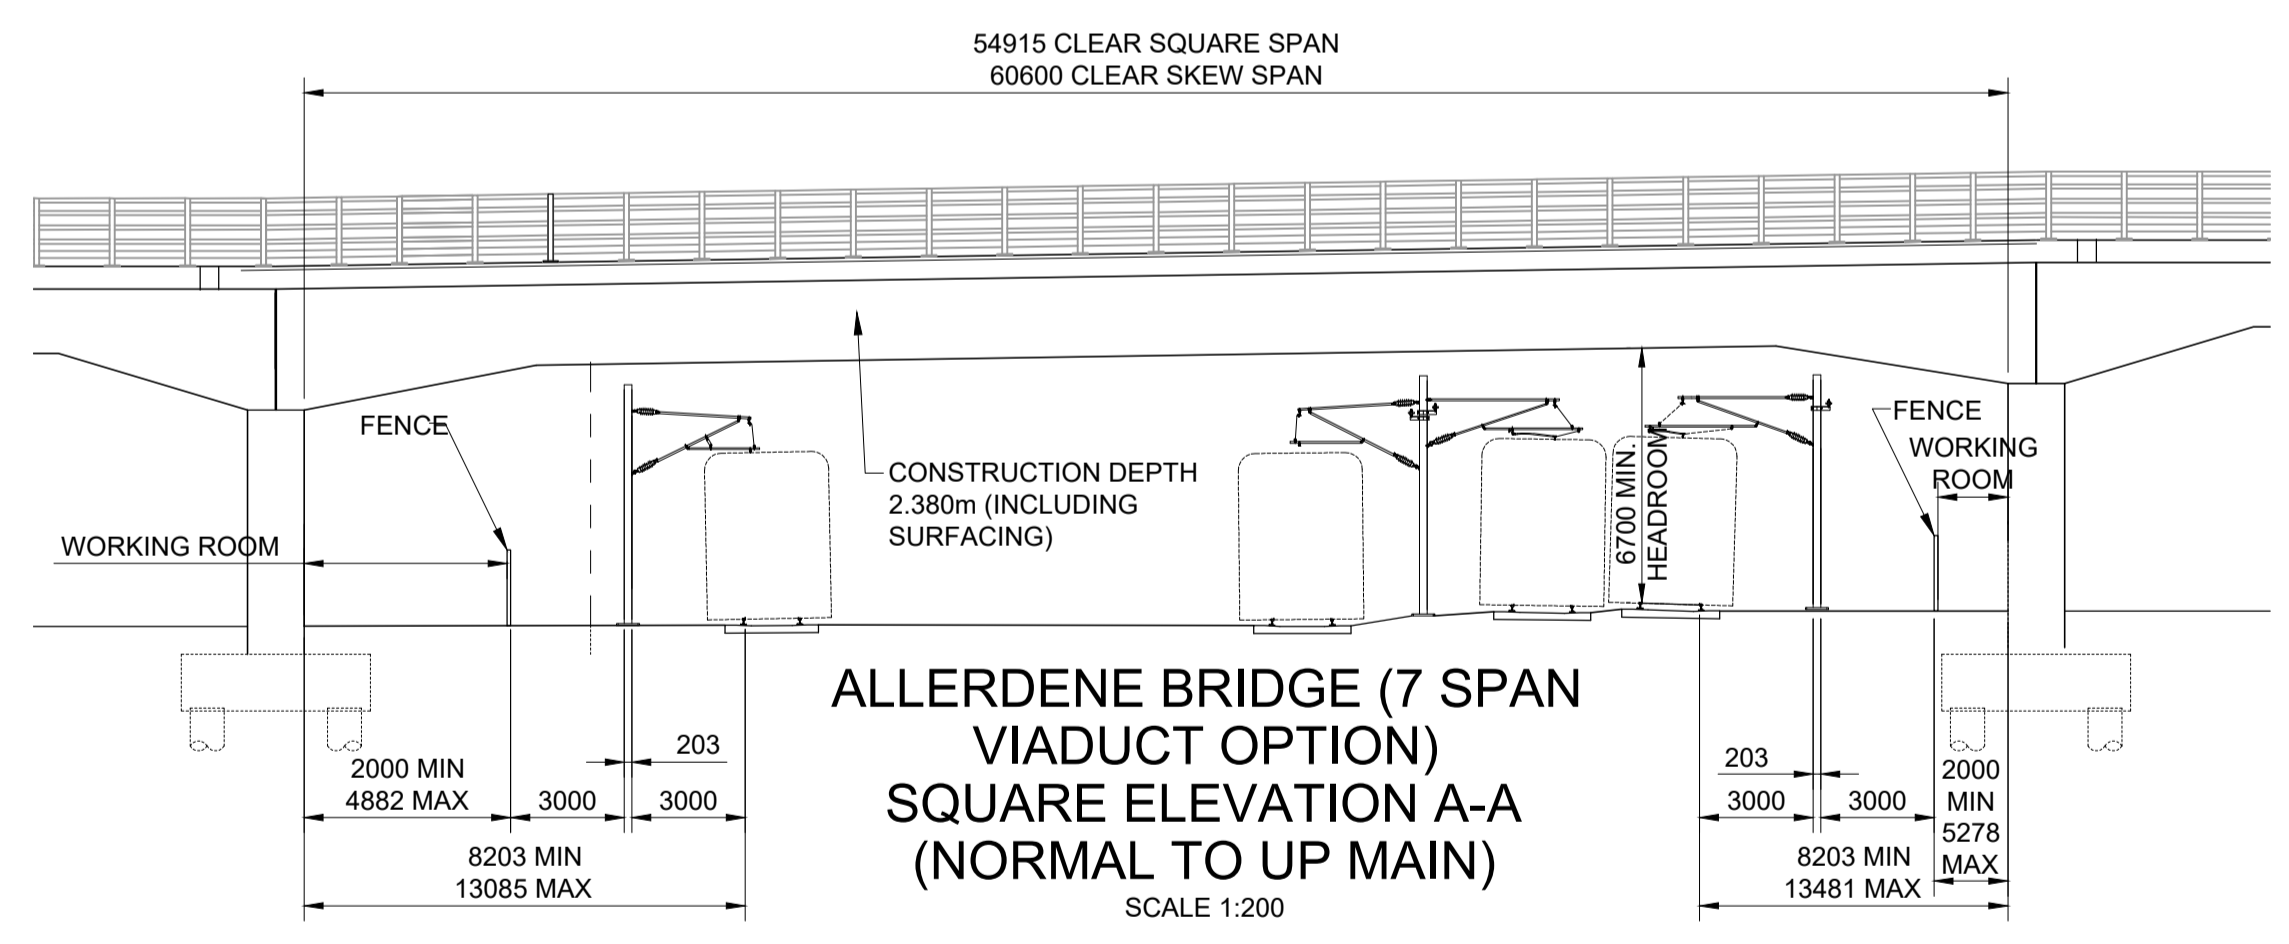 54915 CLEAR SQUARE SPAN
60600 CLEAR SKEW SPAN
FENCE
WORKING ROOM
CONSTRUCTION DEPTH
2.380m (INCLUDING
SURFACING)
6700 MIN.
HEADROOM
FENCE
WORKING
ROOM
2000 MIN
4882 MAX
3000
203
3000
8203 MIN
13085 MAX
ALLERDENE BRIDGE (7 SPAN
VIADUCT OPTION)
SQUARE ELEVATION A-A
(NORMAL TO UP MAIN)
SCALE 1:200
203
3000
3000
2000
MIN
5278
MAX
8203 MIN
13481 MAX